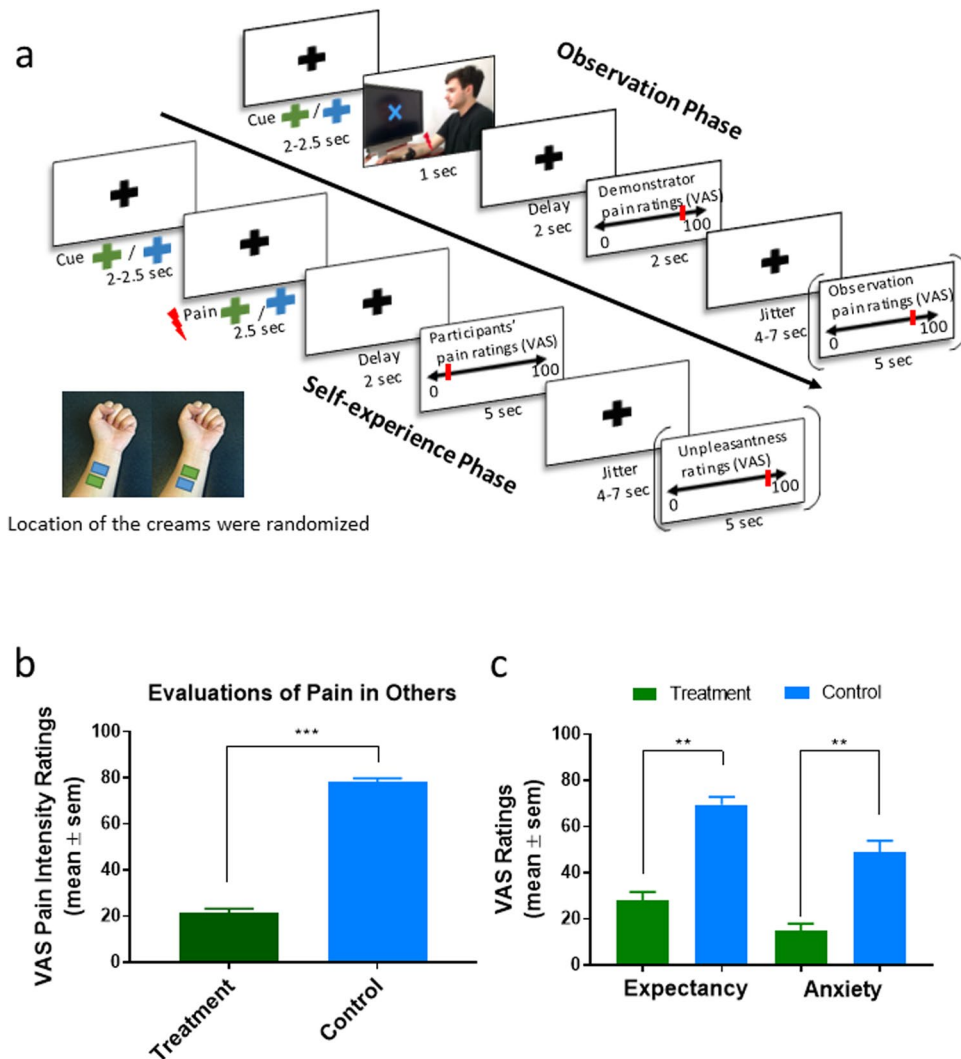 a
Observation Phase
Cue /
2-2.5 sec
1 sec
Delay
2 sec
Demonstrator
pain ratings (VAS)
0 100
2 sec
Jitter
4-7 sec
Observation
pain ratings (VAS)
0 100
5 sec
Cue /
2-2.5 sec
Pain /
2.5 sec
Delay
2 sec
Participants'
pain ratings (VAS)
0 100
5 sec
Jitter
4-7 sec
Unpleasantness
ratings (VAS)
0 100
5 sec
Self-experience Phase
Location of the creams were randomized
b
Evaluations of Pain in Others
VAS Pain Intensity Ratings
(mean ± sem)
100
80
60
40
20
0
***
Treatment
Control
c
Treatment Control
VAS Ratings
(mean ± sem)
100
80
60
40
20
0
** **
Expectancy Anxiety